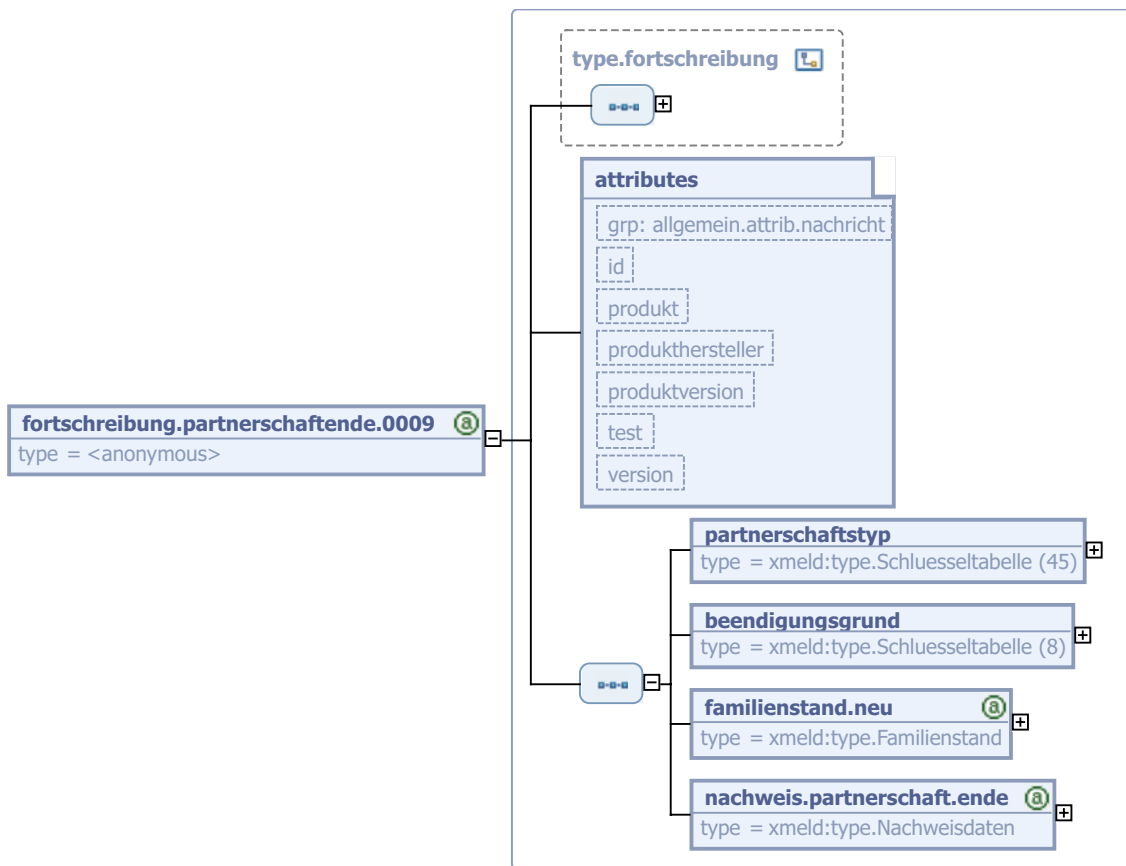 type.fortschreibung
attributes
grp: allgemein.attrib.nachricht
id
produkt
produkthersteller
produktversion
test
version
fortschreibung.partnerschaftende.0009 a
type = <anonymous>
partnerschaftstyp
type = xmeld:type.Schluesseltabelle (45)
beendigungsgrund
type = xmeld:type.Schluesseltabelle (8)
familienstand.neu a
type = xmeld:type.Familienstand
nachweis.partnerschaft.ende a
type = xmeld:type.Nachweisdaten